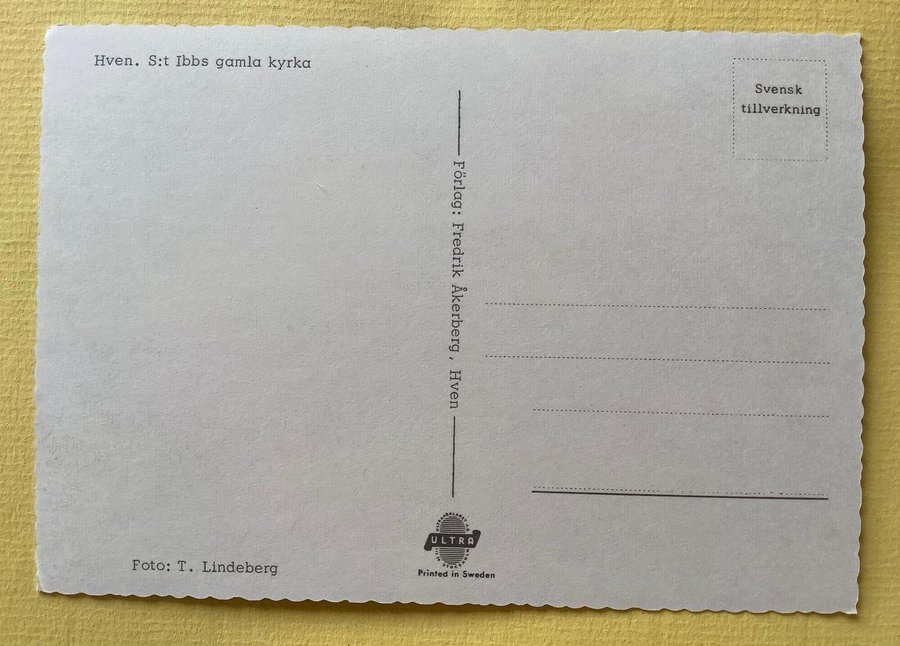 Hven. S:t Ibbs gamla kyrka
Svensk
tillverkning
Förlag: Fredrik Åkerberg, Hven
Foto: T. Lindeberg
ULTRA
Printed in Sweden